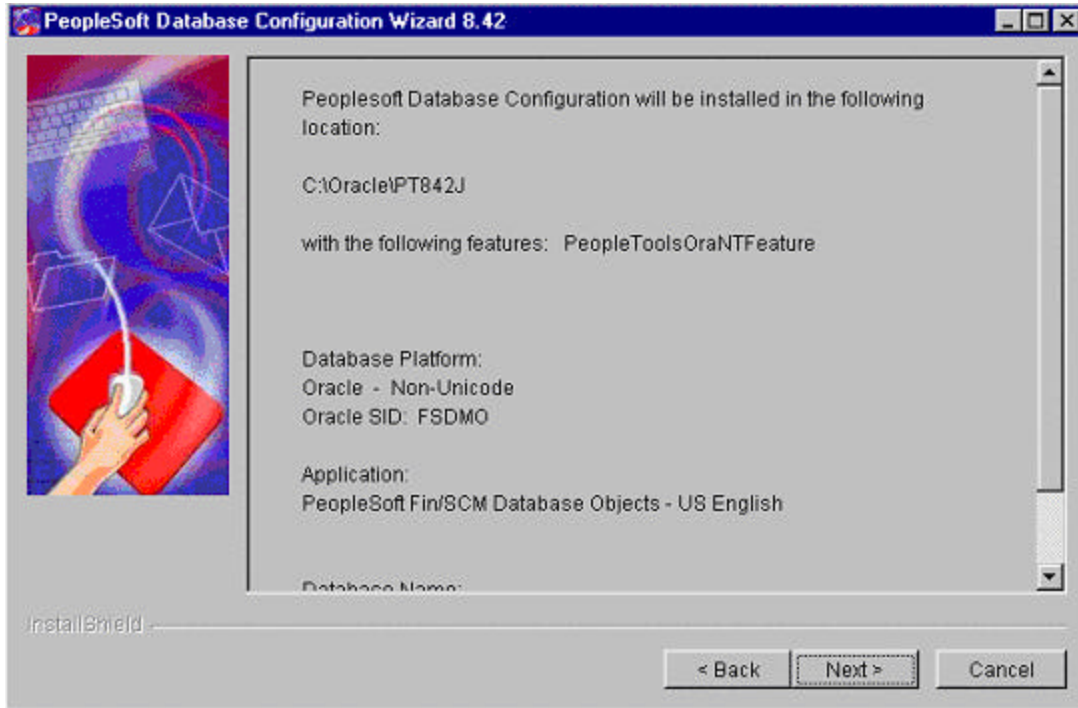 PeopleSoft Database Configuration Wizard 8.42
Peoplesoft Database Configuration will be installed in the following
location:
C:\Oracle\PT842J
with the following features: PeopleToolsOraNTFeature
Database Platform:
Oracle - Non-Unicode
Oracle SID: FSDMO
Application:
PeopleSoft Fin/SCM Database Objects - US English
Database Name:
InstallShield
< Back
Next >
Cancel